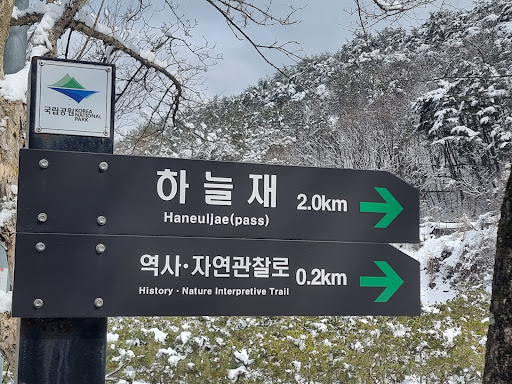 국립공원 KOREA
NATIONAL
PARK
하늘재 2.0km
Haneuljae(pass)
역사·자연관찰로 0.2km
History · Nature Interpretive Trail